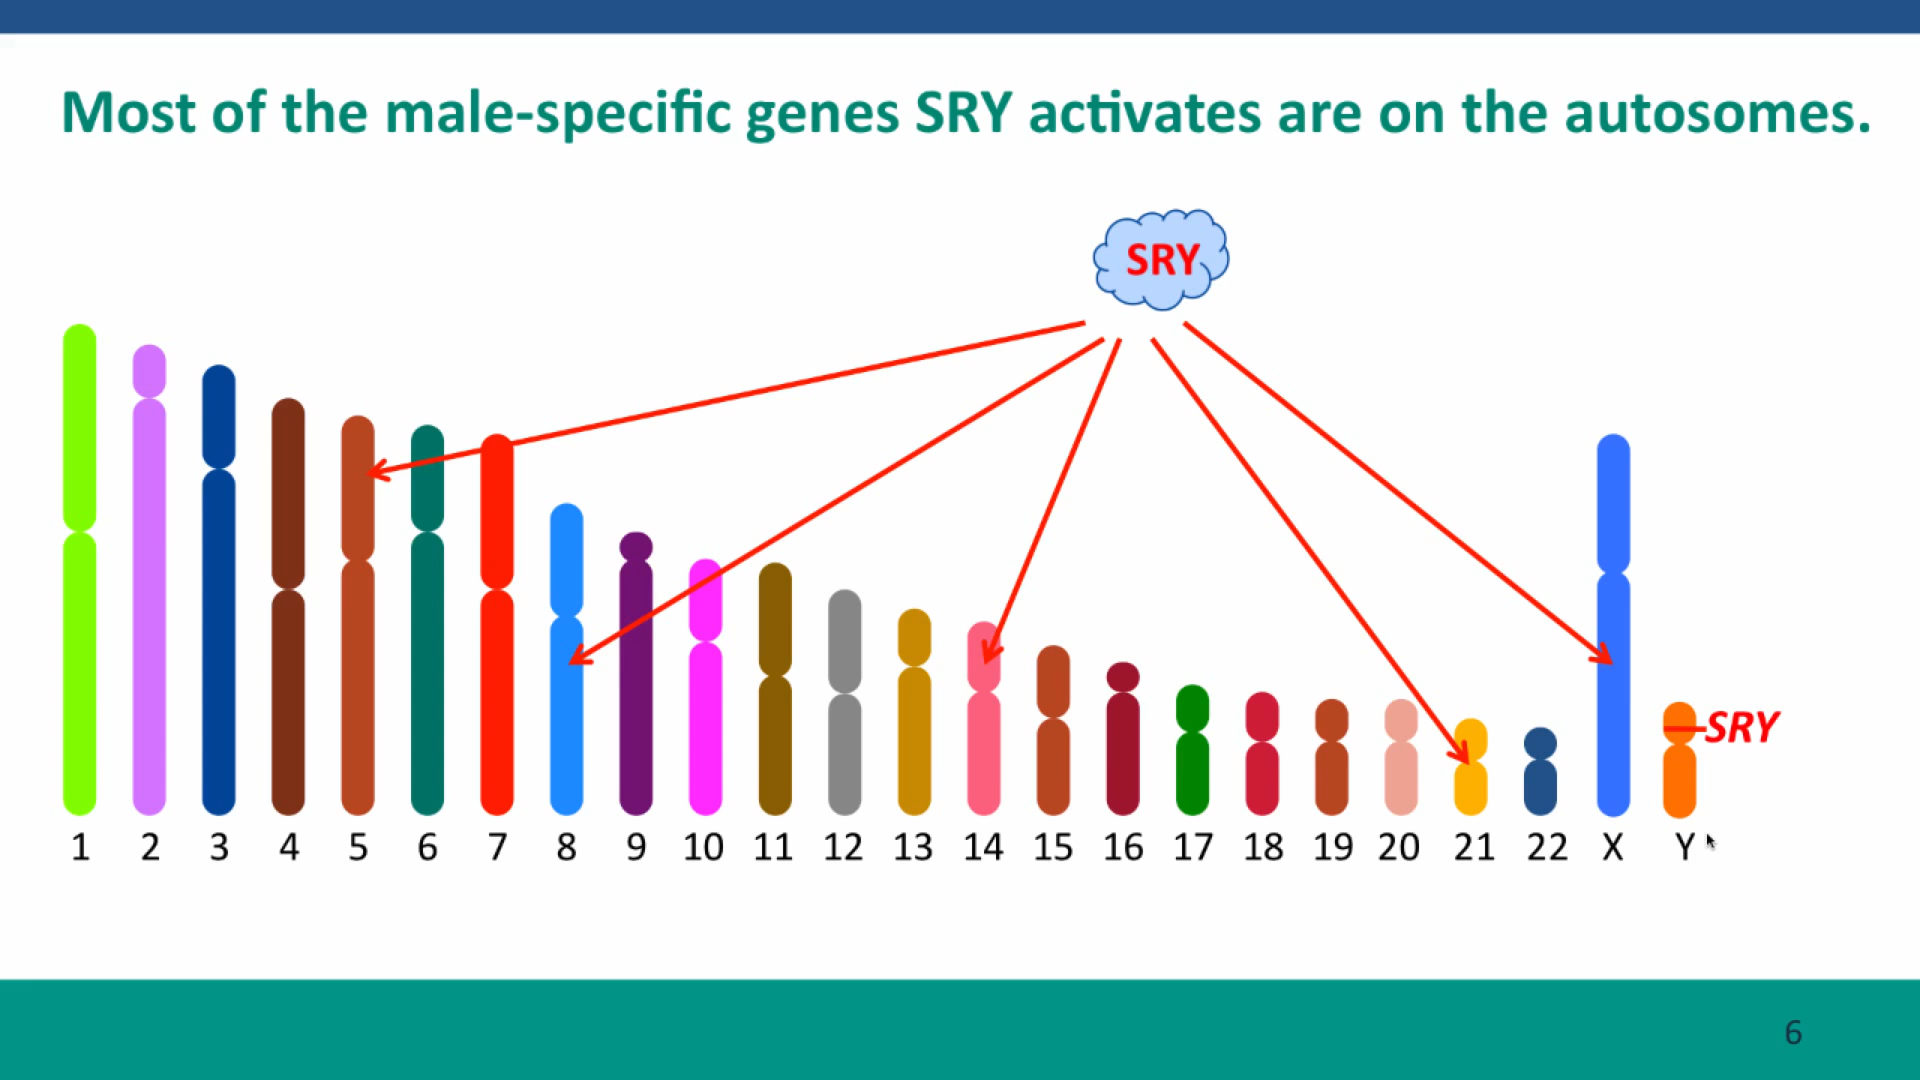 Most of the male-specific genes SRY activates are on the autosomes.
SRY
SRY
1 2 3 4 5 6 7 8 9 10 11 12 13 14 15 16 17 18 19 20 21 22 X Y
6